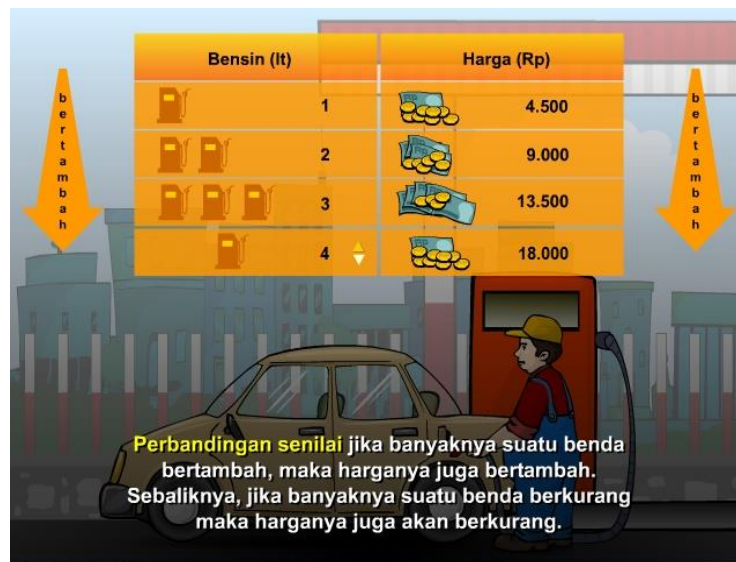 Bensin (lt) Harga (Rp)
1 4.500
2 9.000
3 13.500
4 18.000
bertambah
bertambah
Perbandingan senilai jika banyaknya suatu benda
bertambah, maka harganya juga bertambah.
Sebaliknya, jika banyaknya suatu benda berkurang
maka harganya juga akan berkurang.